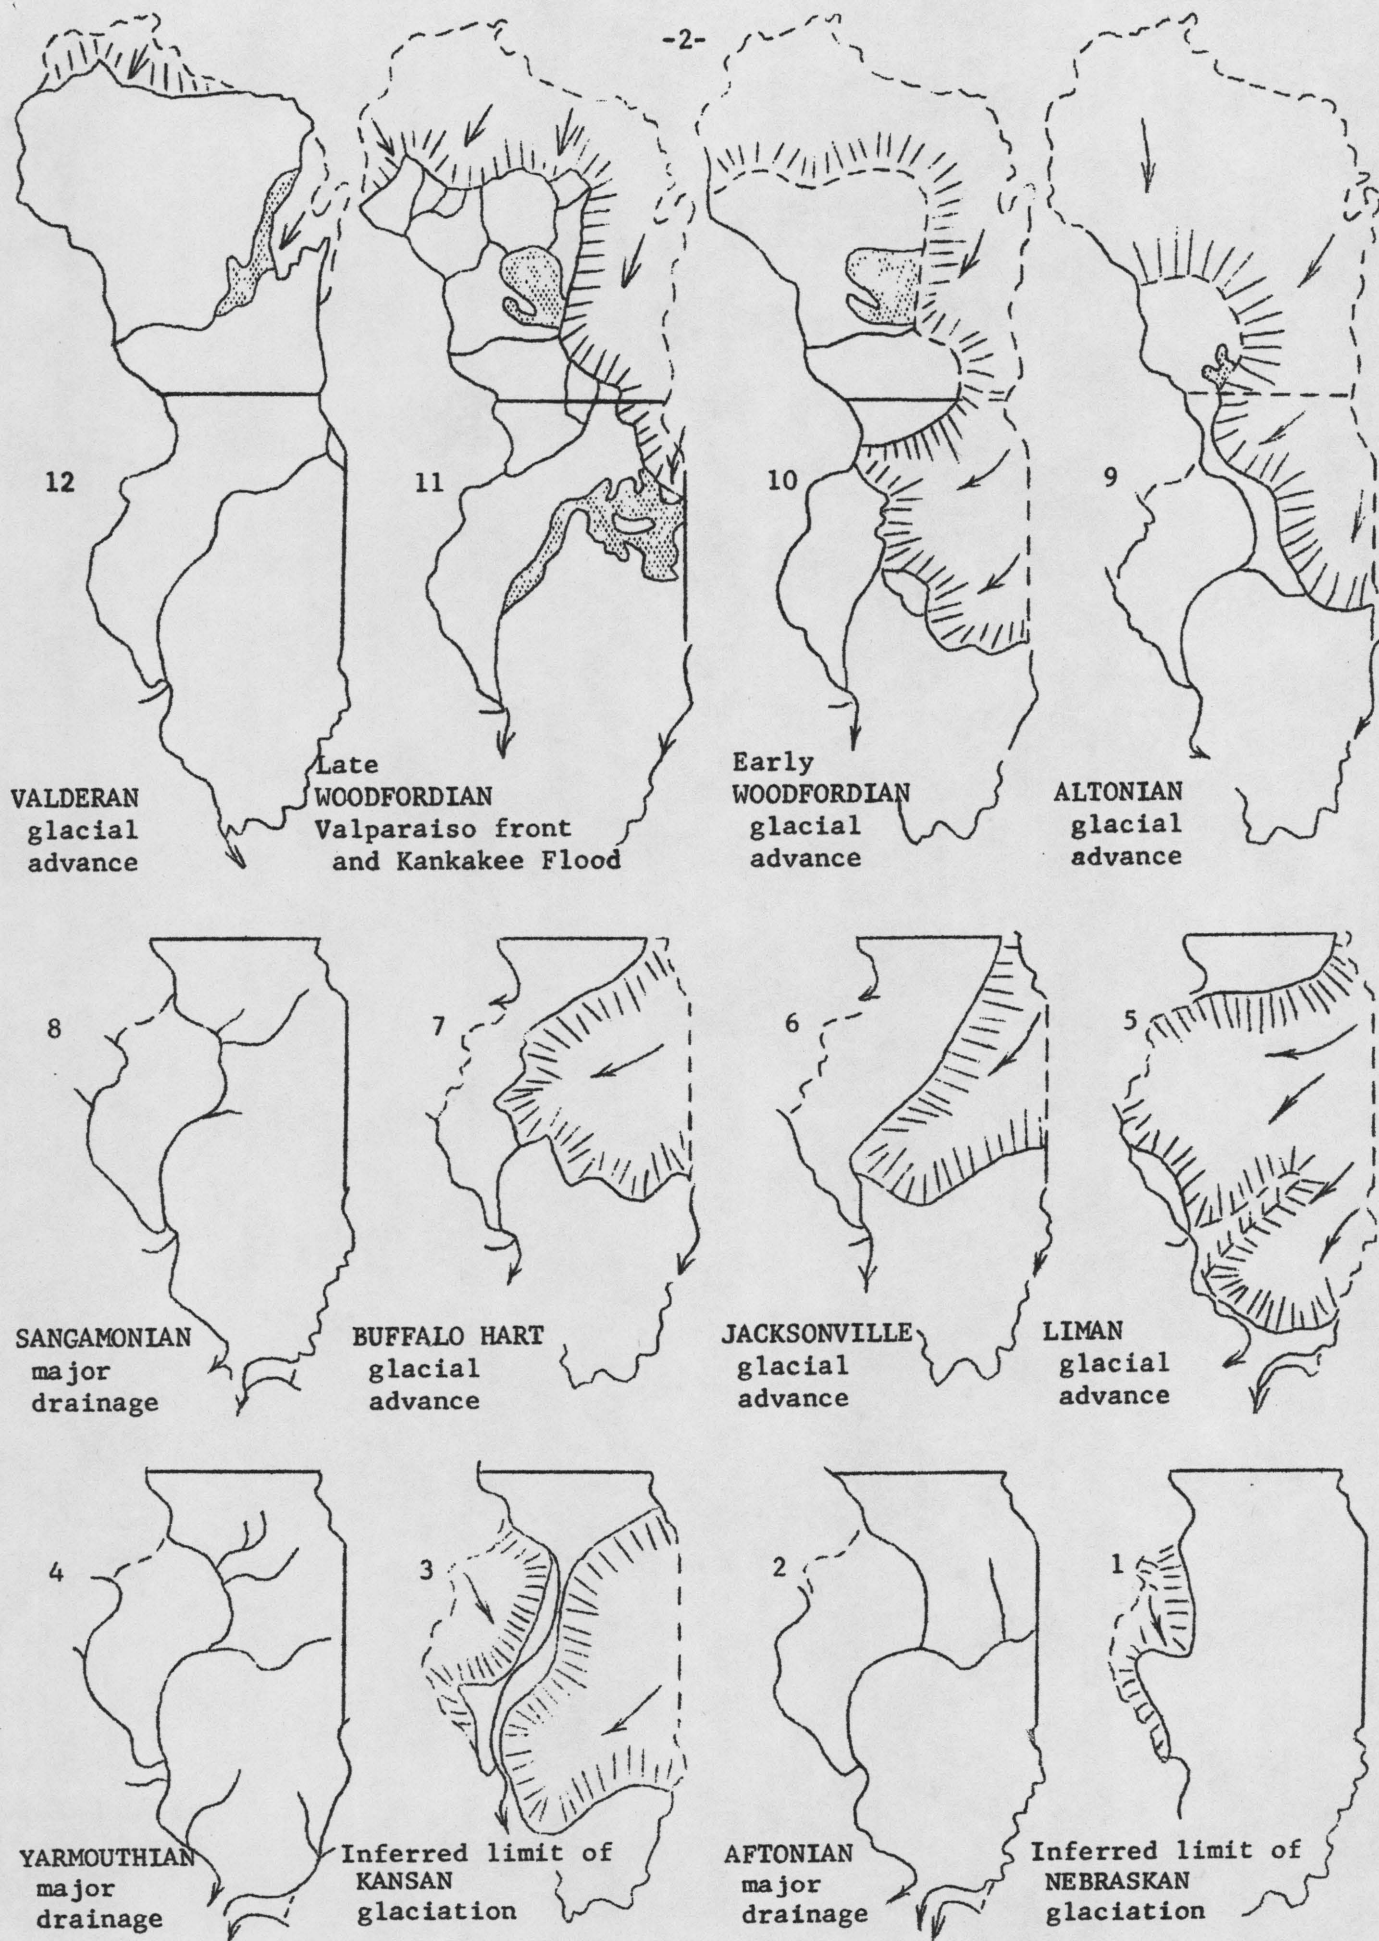 -2-
12
11
10
9
VALDERAN
glacial
advance
Late
WOODFORDIAN
Valparaiso front
and Kankakee Flood
Early
WOODFORDIAN
glacial
advance
ALTONIAN
glacial
advance
8
7
6
5
SANGAMONIAN
major
drainage
BUFFALO HART
glacial
advance
JACKSONVILLE
glacial
advance
LIMAN
glacial
advance
4
3
2
1
YARMOUTHIAN
major
drainage
Inferred limit of
KANSAN
glaciation
AFTONIAN
major
drainage
Inferred limit of
NEBRASKAN
glaciation